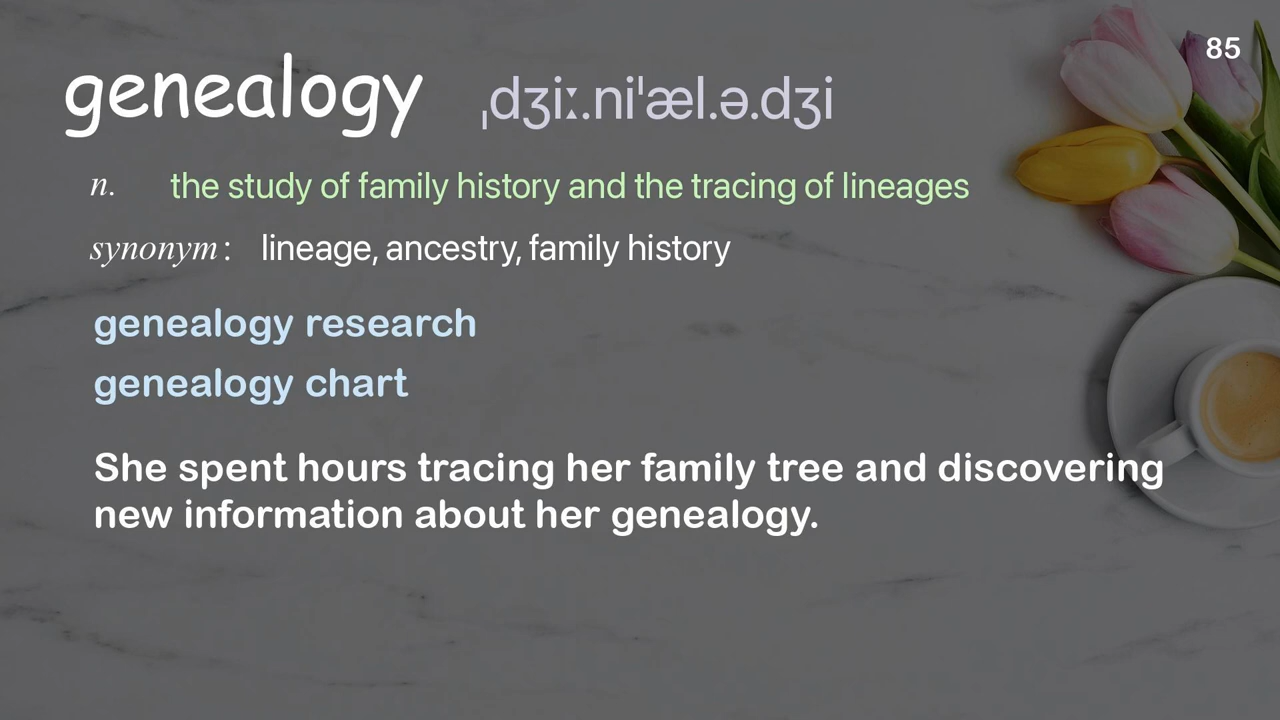 85
genealogy ˌdʒiː.niˈæl.ə.dʒi
n. the study of family history and the tracing of lineages
synonym: lineage, ancestry, family history
genealogy research
genealogy chart
She spent hours tracing her family tree and discovering
new information about her genealogy.